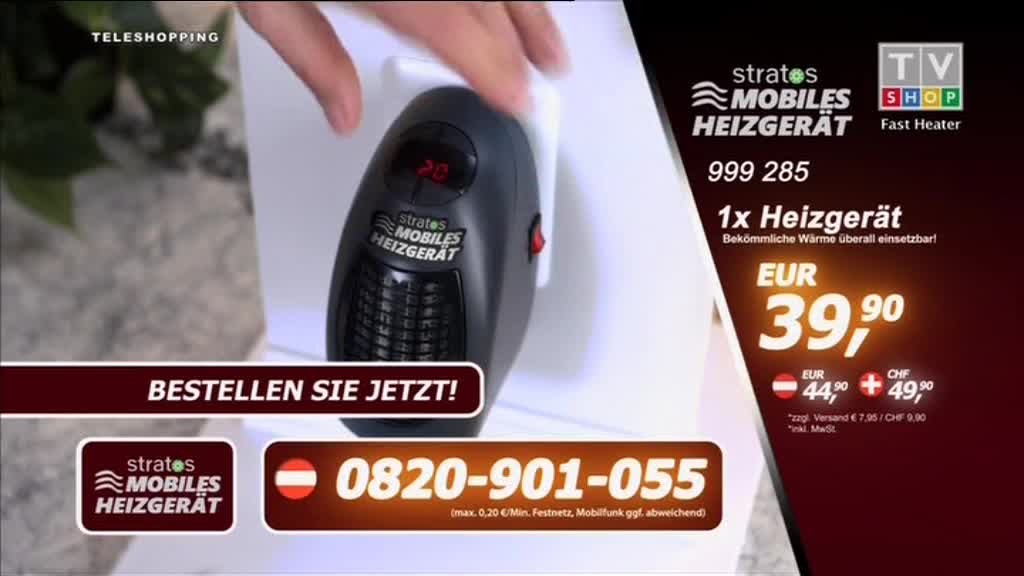 TELESHOPPING
20
stratos
MOBILES
HEIZGERÄT
stratos
MOBILES
HEIZGERÄT
TV
SHOP
Fast Heater
999 285
1x Heizgerät
Bekömmliche Wärme überall einsetzbar!
EUR
39,90
EUR
44,90
CHF
49,90
*zzgl. Versand € 7,95 / CHF 9,90
*inkl. MwSt.
BESTELLEN SIE JETZT!
stratos
MOBILES
HEIZGERÄT
0820-901-055
(max. 0,20 €/Min. Festnetz, Mobilfunk ggf. abweichend)